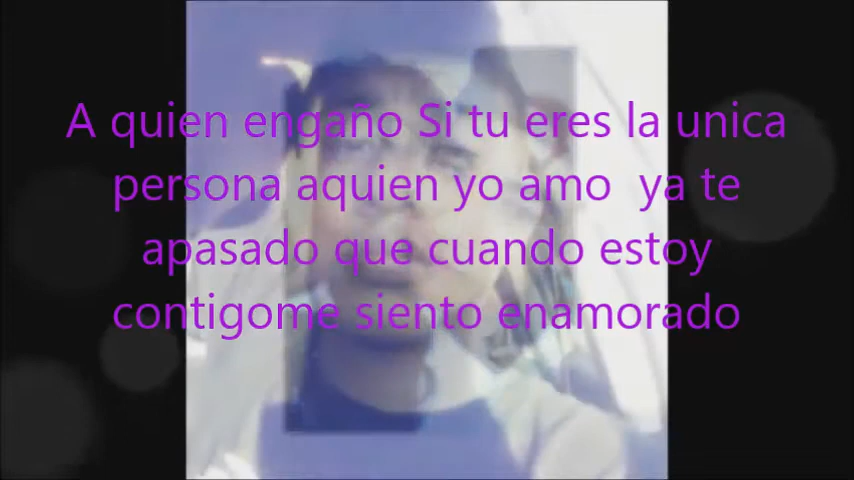 A quien engaño Si tu eres la unica
persona aquien yo amo ya te
apasado que cuando estoy
contigome siento enamorado